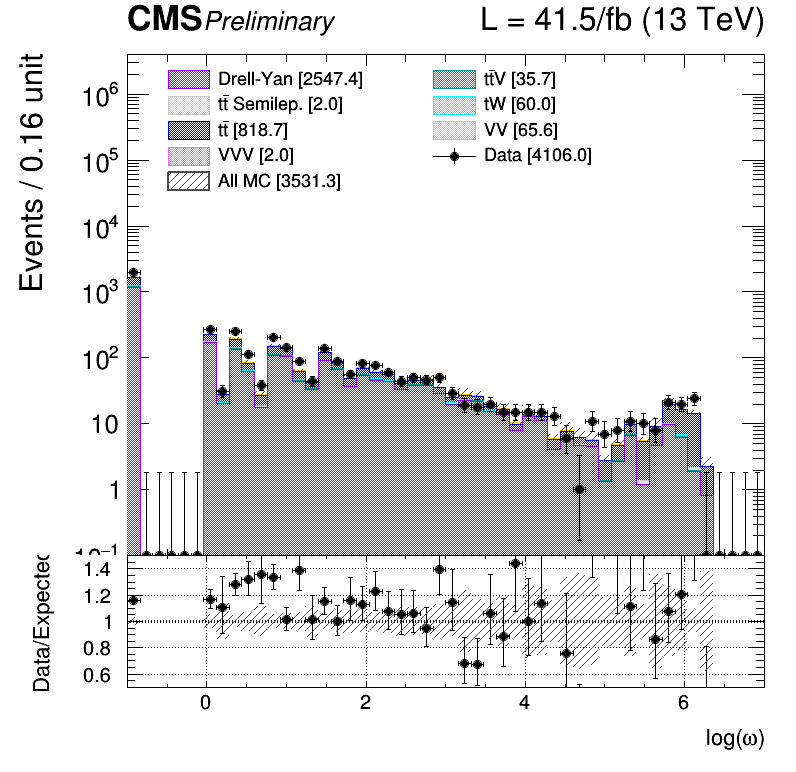 CMS Preliminary L = 41.5/fb (13 TeV)
Events / 0.16 unit
Drell-Yan [2547.4]
tt̄ Semilep. [2.0]
tt̄ [818.7]
VVV [2.0]
All MC [3531.3]
tt̄V [35.7]
tW [60.0]
VV [65.6]
Data [4106.0]
10⁶
10⁵
10⁴
10³
10²
10
1
10⁻¹
Data/Expected
1.4
1.2
1
0.8
0.6
0 2 4 6
log(ω)